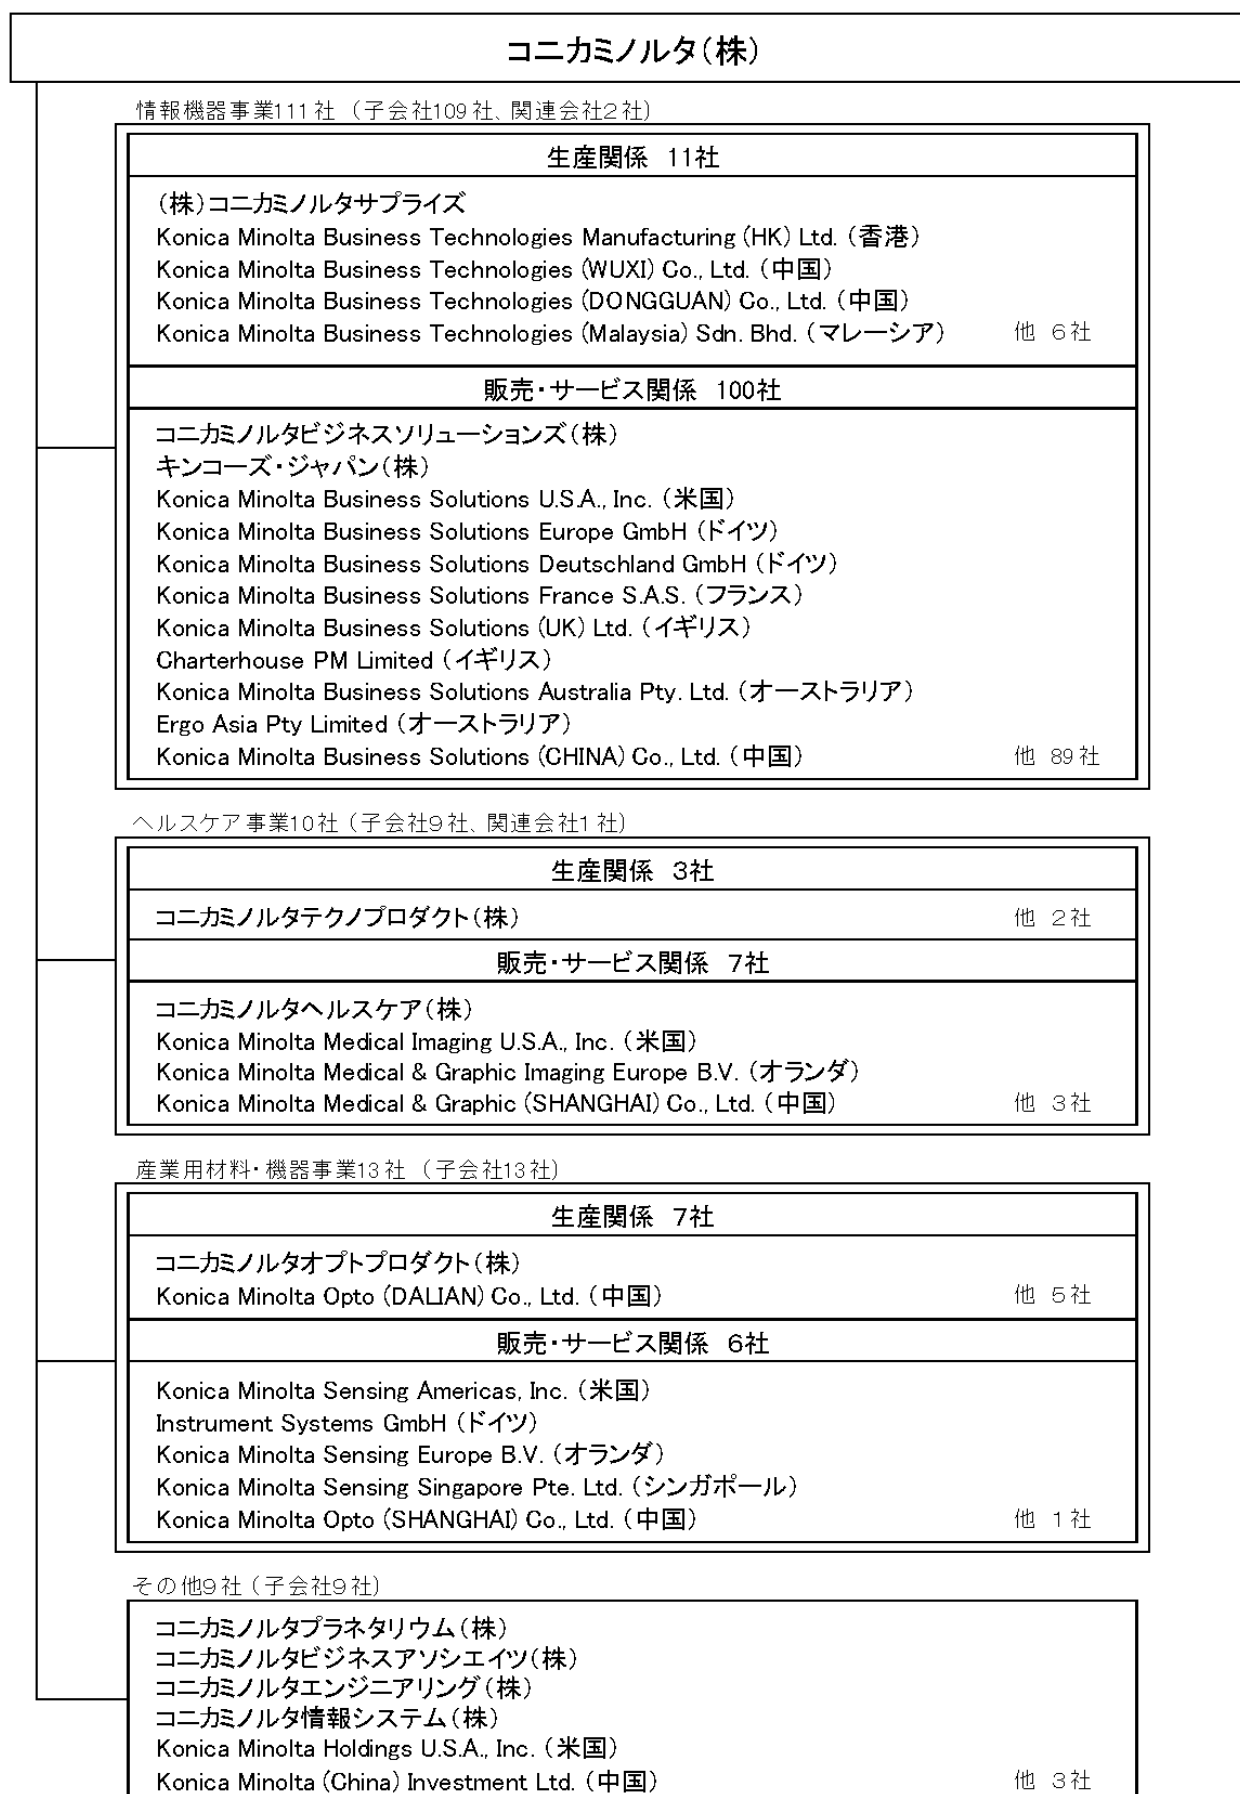 コニカミノルタ(株)
情報機器事業111社 (子会社109社、関連会社2社)
生産関係 11社
(株)コニカミノルタサプライズ
Konica Minolta Business Technologies Manufacturing (HK) Ltd. (香港)
Konica Minolta Business Technologies (WUXI) Co., Ltd. (中国)
Konica Minolta Business Technologies (DONGGUAN) Co., Ltd. (中国)
Konica Minolta Business Technologies (Malaysia) Sdn. Bhd. (マレーシア) 他 6社
販売・サービス関係 100社
コニカミノルタビジネスソリューションズ(株)
キンコーズ・ジャパン(株)
Konica Minolta Business Solutions U.S.A., Inc. (米国)
Konica Minolta Business Solutions Europe GmbH (ドイツ)
Konica Minolta Business Solutions Deutschland GmbH (ドイツ)
Konica Minolta Business Solutions France S.A.S. (フランス)
Konica Minolta Business Solutions (UK) Ltd. (イギリス)
Charterhouse PM Limited (イギリス)
Konica Minolta Business Solutions Australia Pty. Ltd. (オーストラリア)
Ergo Asia Pty Limited (オーストラリア)
Konica Minolta Business Solutions (CHINA) Co., Ltd. (中国) 他 89社
ヘルスケア事業10社 (子会社9社、関連会社1社)
生産関係 3社
コニカミノルタテクノプロダクト(株) 他 2社
販売・サービス関係 7社
コニカミノルタヘルスケア(株)
Konica Minolta Medical Imaging U.S.A., Inc. (米国)
Konica Minolta Medical & Graphic Imaging Europe B.V. (オランダ)
Konica Minolta Medical & Graphic (SHANGHAI) Co., Ltd. (中国) 他 3社
産業用材料・機器事業13社 (子会社13社)
生産関係 7社
コニカミノルタオプトプロダクト(株)
Konica Minolta Opto (DALIAN) Co., Ltd. (中国) 他 5社
販売・サービス関係 6社
Konica Minolta Sensing Americas, Inc. (米国)
Instrument Systems GmbH (ドイツ)
Konica Minolta Sensing Europe B.V. (オランダ)
Konica Minolta Sensing Singapore Pte. Ltd. (シンガポール)
Konica Minolta Opto (SHANGHAI) Co., Ltd. (中国) 他 1社
その他9社 (子会社9社)
コニカミノルタプラネタリウム(株)
コニカミノルタビジネスアソシエイツ(株)
コニカミノルタエンジニアリング(株)
コニカミノルタ情報システム(株)
Konica Minolta Holdings U.S.A., Inc. (米国)
Konica Minolta (China) Investment Ltd. (中国) 他 3社